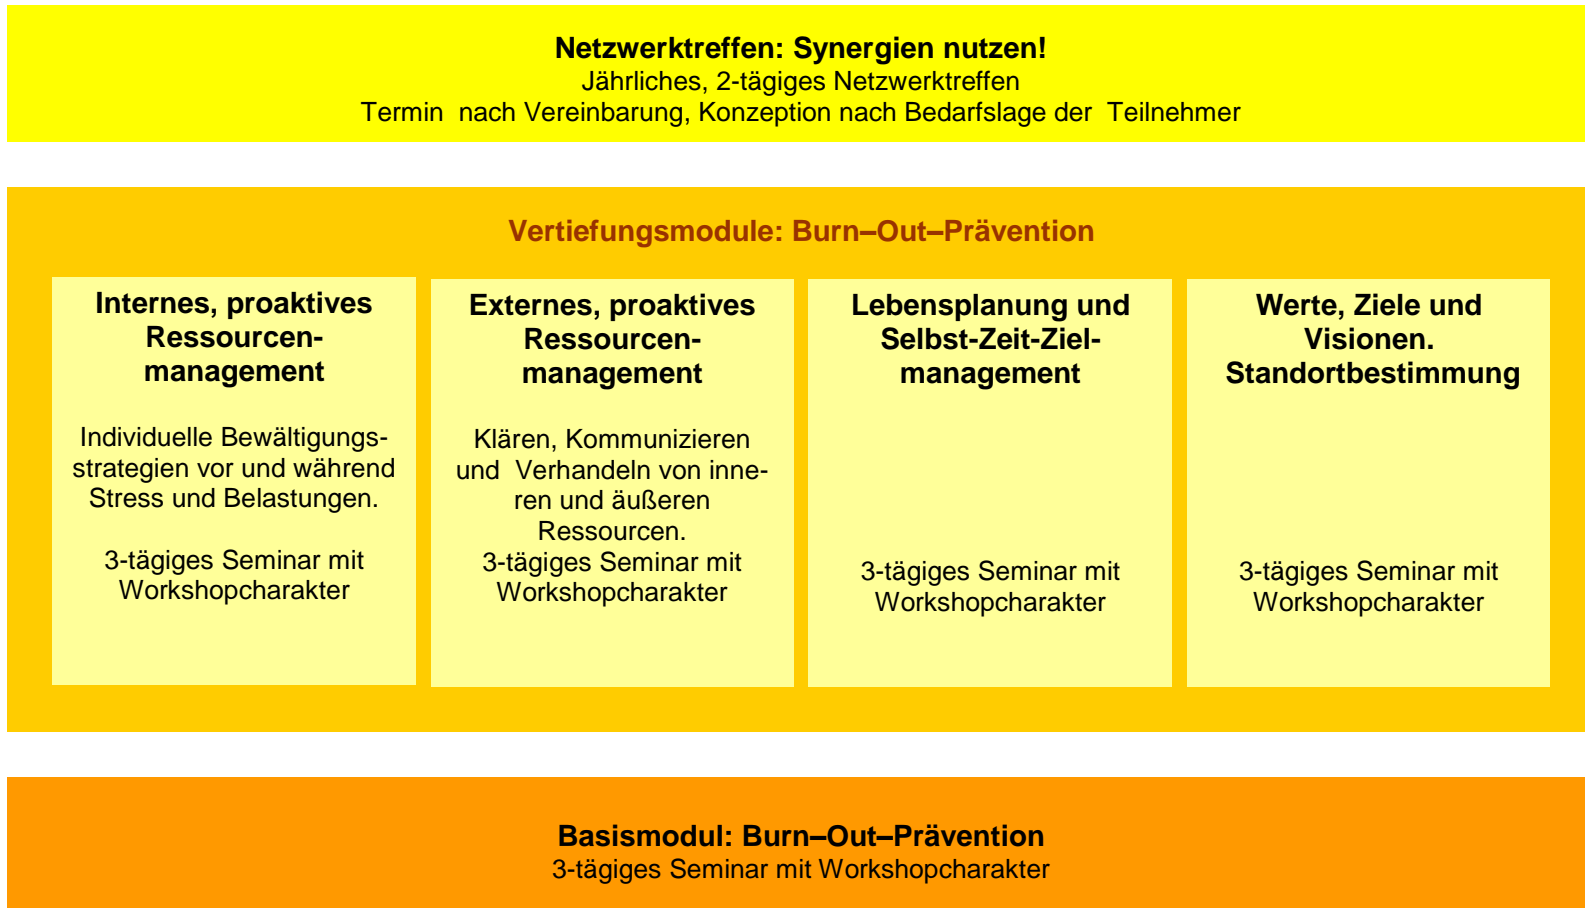 Netzwerktreffen: Synergien nutzen!
Jährliches, 2-tägiges Netzwerktreffen
Termin  nach Vereinbarung, Konzeption nach Bedarfslage der  Teilnehmer
Vertiefungsmodule: Burn–Out–Prävention
Internes, proaktives
Ressourcen-
management
Individuelle Bewältigungs-
strategien vor und während
Stress und Belastungen.
3-tägiges Seminar mit
Workshopcharakter
Externes, proaktives
Ressourcen-
management
Klären, Kommunizieren
und  Verhandeln von inne-
ren und äußeren
Ressourcen.
3-tägiges Seminar mit
Workshopcharakter
Lebensplanung und
Selbst-Zeit-Ziel-
management
3-tägiges Seminar mit
Workshopcharakter
Werte, Ziele und
Visionen.
Standortbestimmung
3-tägiges Seminar mit
Workshopcharakter
Basismodul: Burn–Out–Prävention
3-tägiges Seminar mit Workshopcharakter